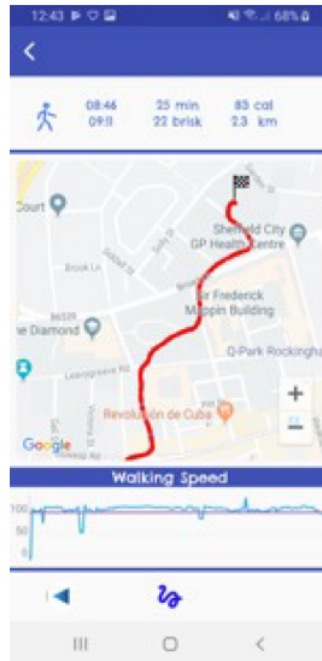 12:43 68%
08:46 25 min 83 cal
09:11 22 brisk 2.3 km
Court
Sheffield City
GP Health Centre
Brook Ln
Sir Frederick
Mappin Building
Diamond
Q-Park Rockingha
Leavygreave Rd
Revolución de Cuba
Google
Walking Speed
100
50
0